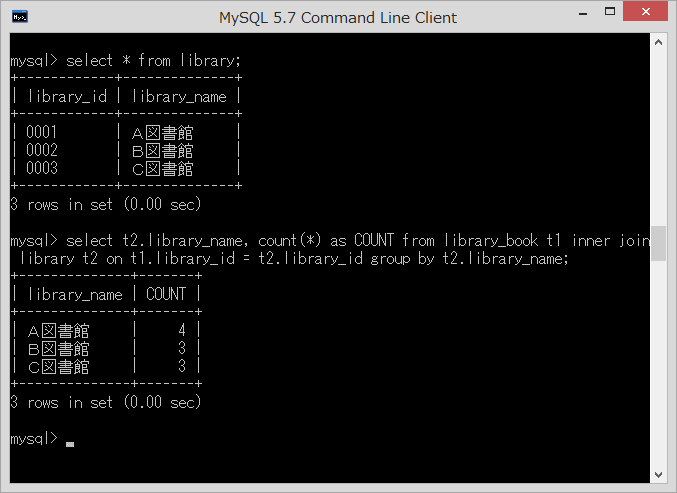 MySQL 5.7 Command Line Client
mysql> select * from library;
+------------+--------------+
| library_id | library_name |
+------------+--------------+
| 0001       | A図書館      |
| 0002       | B図書館      |
| 0003       | C図書館      |
+------------+--------------+
3 rows in set (0.00 sec)
mysql> select t2.library_name, count(*) as COUNT from library_book t1 inner join
 library t2 on t1.library_id = t2.library_id group by t2.library_name;
+--------------+-------+
| library_name | COUNT |
+--------------+-------+
| A図書館      |     4 |
| B図書館      |     3 |
| C図書館      |     3 |
+--------------+-------+
3 rows in set (0.00 sec)
mysql>